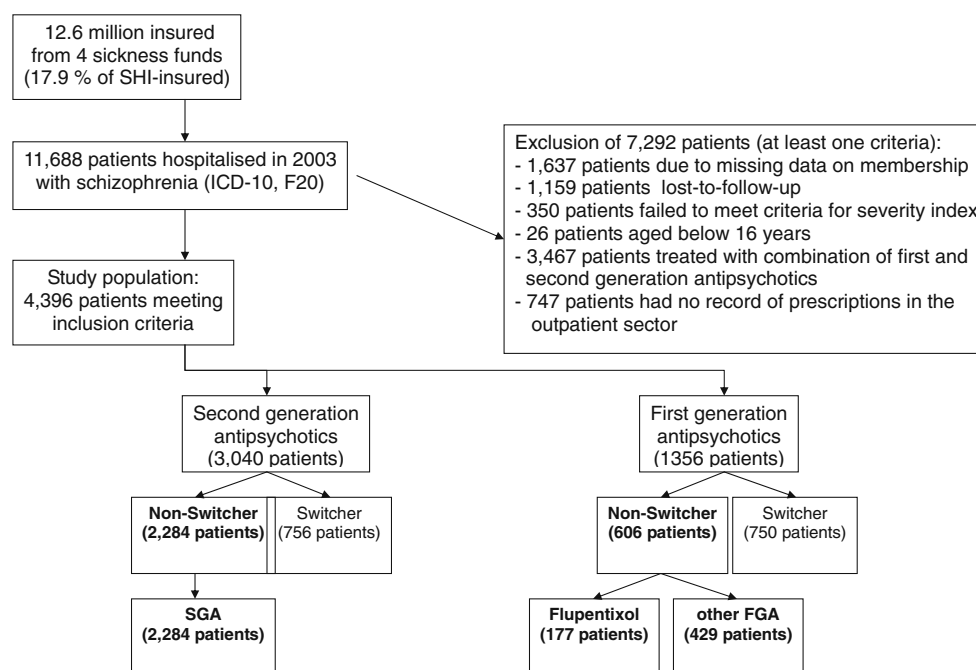 12.6 million insured
from 4 sickness funds
(17.9 % of SHI-insured)
11,688 patients hospitalised in 2003
with schizophrenia (ICD-10, F20)
Exclusion of 7,292 patients (at least one criteria):
- 1,637 patients due to missing data on membership
- 1,159 patients lost-to-follow-up
- 350 patients failed to meet criteria for severity index
- 26 patients aged below 16 years
- 3,467 patients treated with combination of first and
second generation antipsychotics
- 747 patients had no record of prescriptions in the
outpatient sector
Study population:
4,396 patients meeting
inclusion criteria
Second generation
antipsychotics
(3,040 patients)
First generation
antipsychotics
(1356 patients)
Non-Switcher
(2,284 patients)
Switcher
(756 patients)
Non-Switcher
(606 patients)
Switcher
(750 patients)
SGA
(2,284 patients)
Flupentixol
(177 patients)
other FGA
(429 patients)